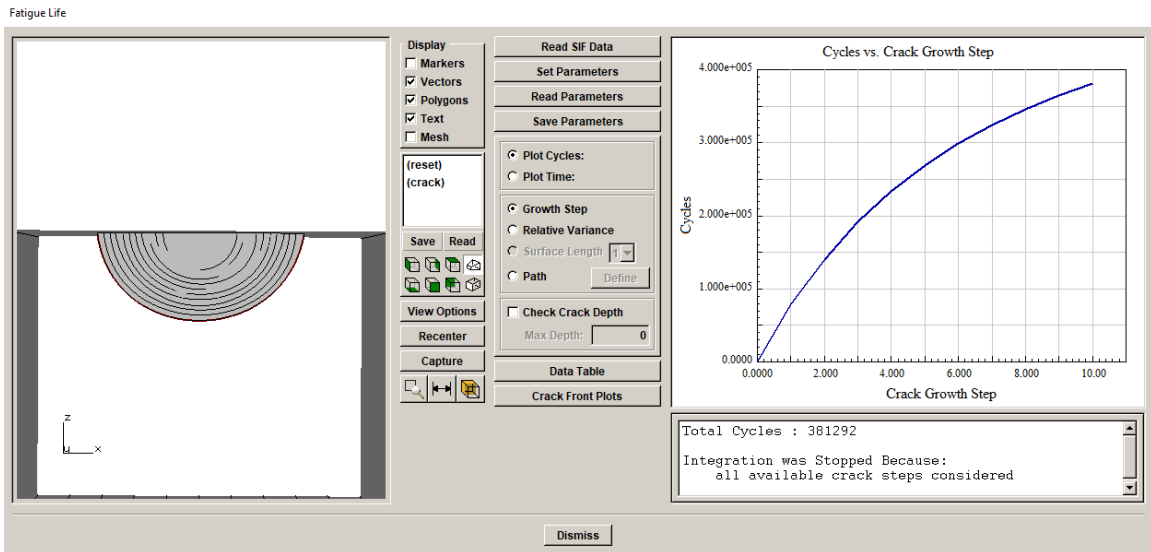 Fatigue Life
Display
Markers
Vectors
Polygons
Text
Mesh
(reset)
(crack)
Save Read
View Options
Recenter
Capture
z
x
Read SIF Data
Set Parameters
Read Parameters
Save Parameters
Plot Cycles:
Plot Time:
Growth Step
Relative Variance
Surface Length 1
Path Define
Check Crack Depth
Max Depth: 0
Data Table
Crack Front Plots
Cycles vs. Crack Growth Step
4.000e+005
3.000e+005
2.000e+005
1.000e+005
0.0000
Cycles
0.0000 2.000 4.000 6.000 8.000 10.00
Crack Growth Step
Total Cycles : 381292
Integration was Stopped Because:
all available crack steps considered
Dismiss